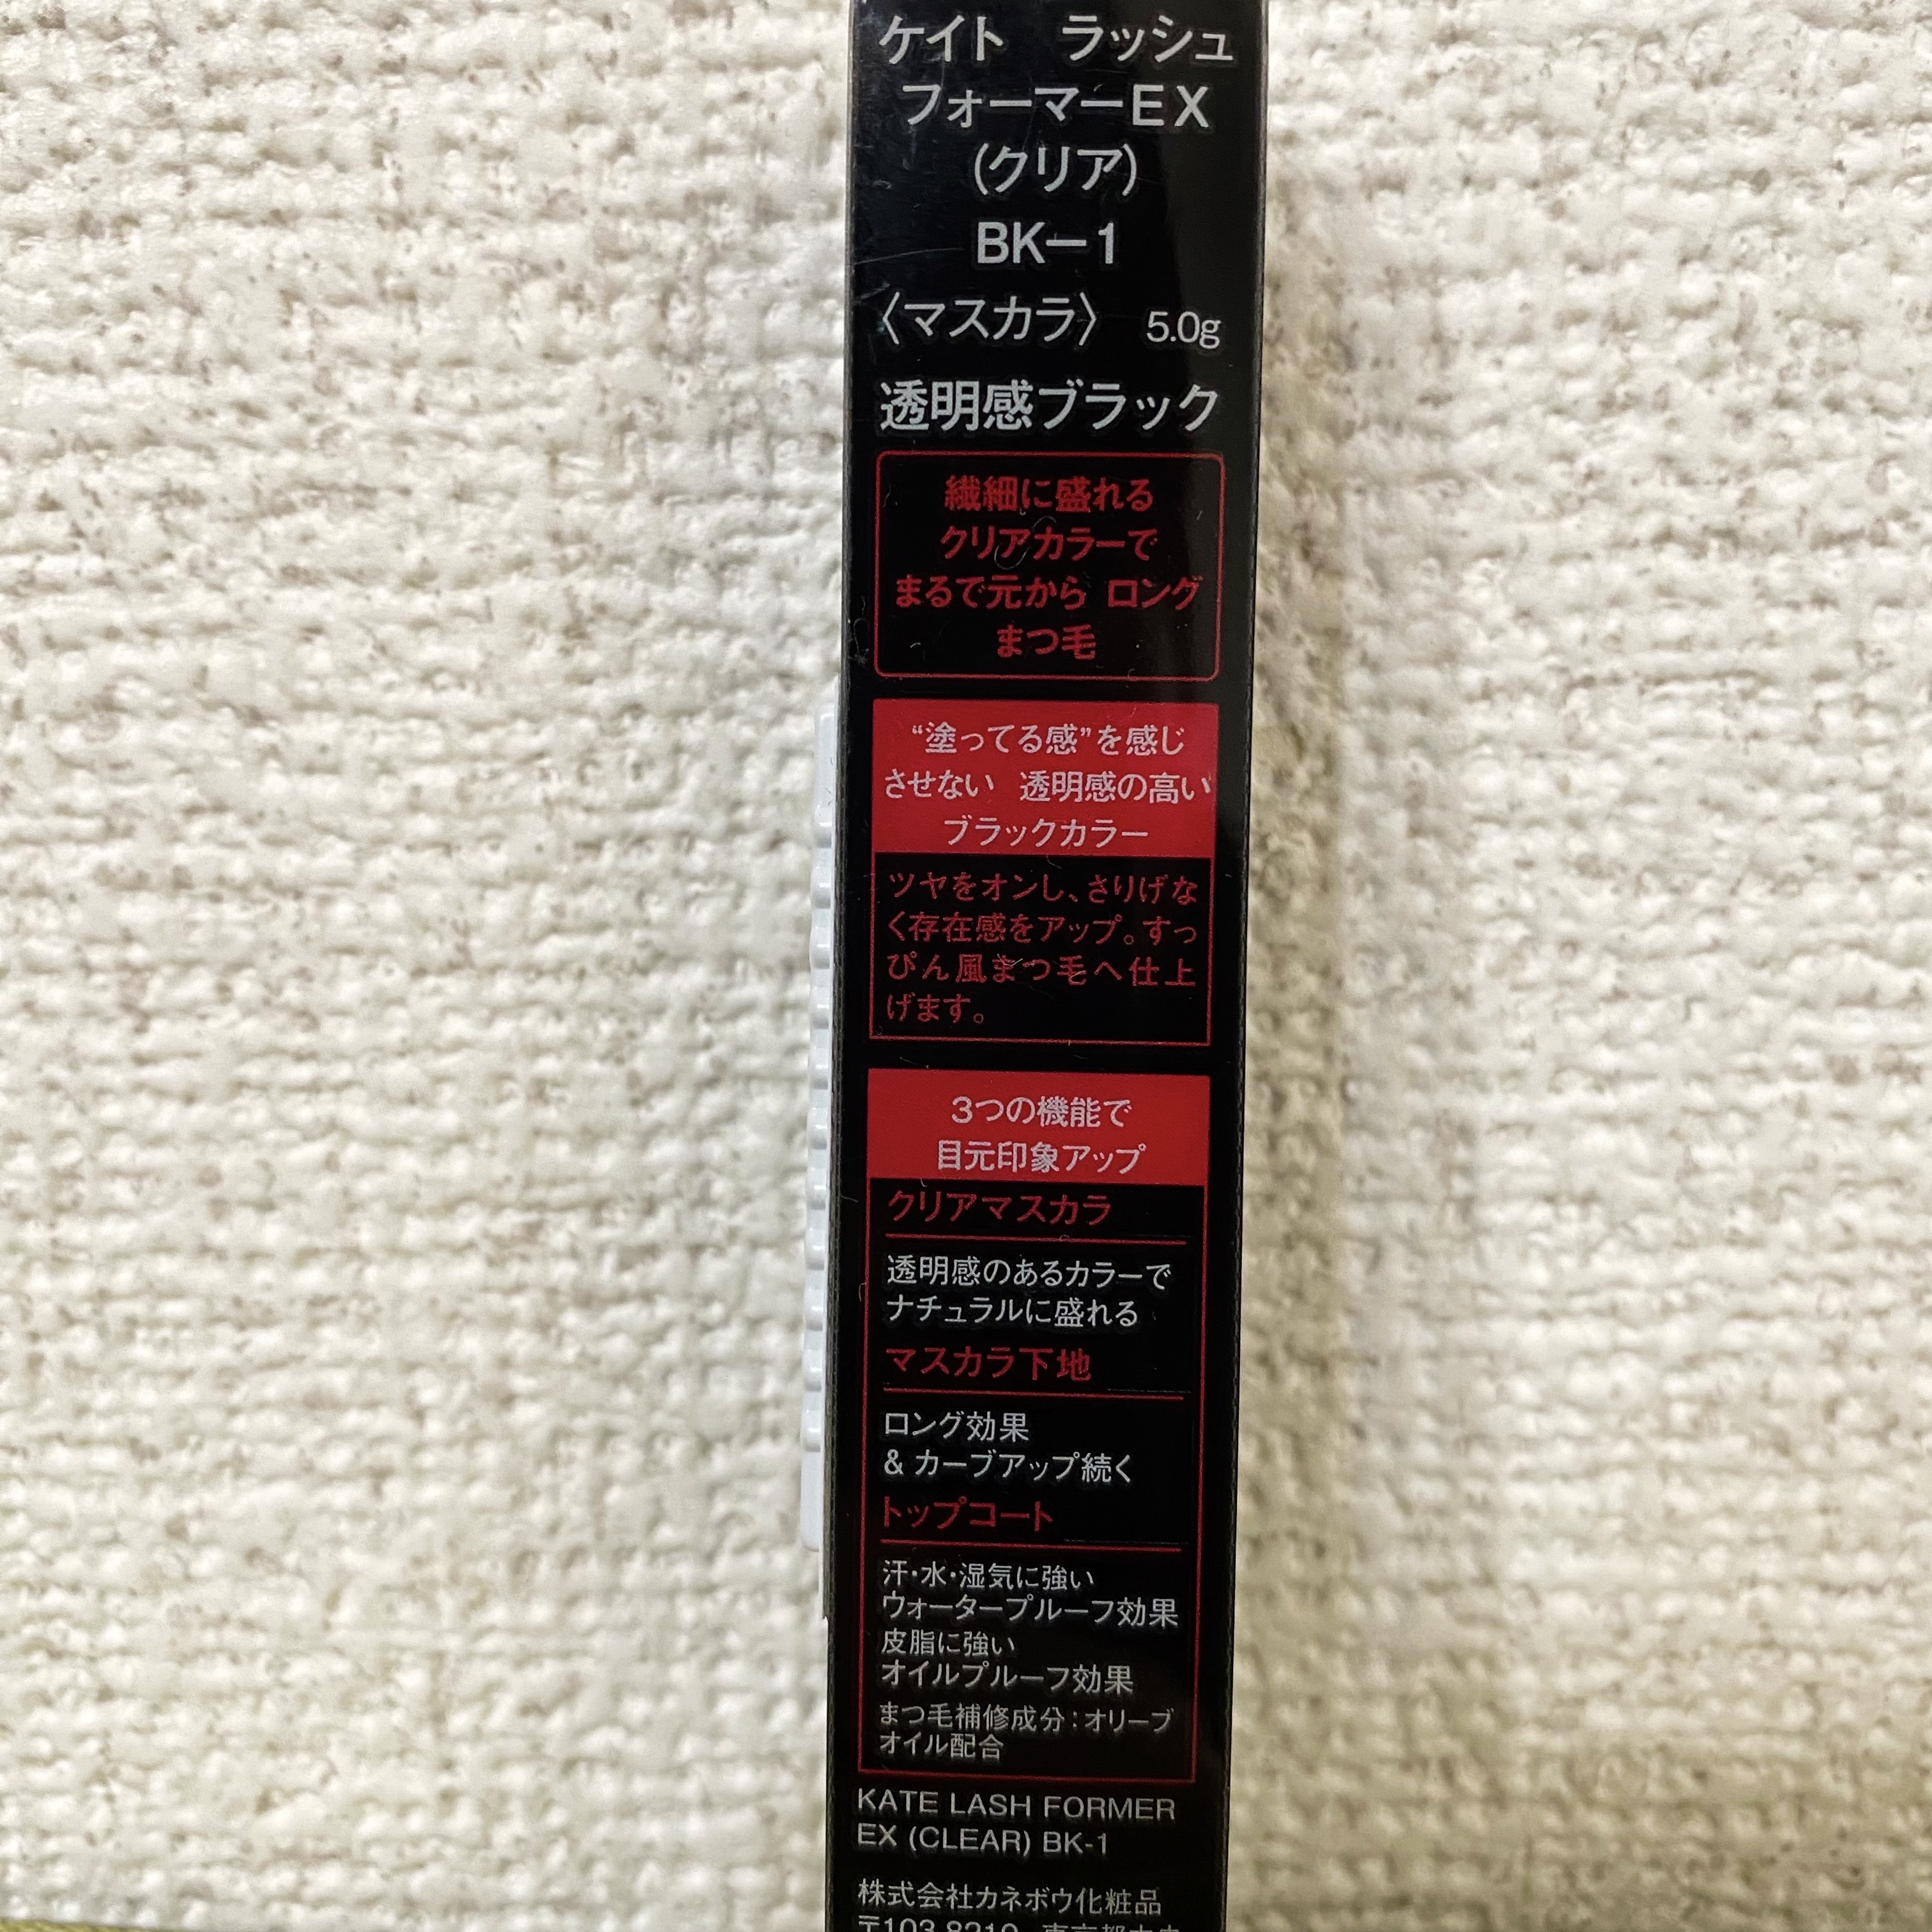 ケイト ラッシュ
フォーマーEX
(クリア)
BK－1
〈マスカラ〉 5.0g
透明感ブラック
繊細に盛れる
クリアカラーで
まるで元から ロング
まつ毛
“塗ってる感”を感じ
させない 透明感の高い
ブラックカラー
ツヤをオンし、さりげな
く存在感をアップ。すっ
ぴん風まつ毛へ仕上
げます。
3つの機能で
目元印象アップ
クリアマスカラ
透明感のあるカラーで
ナチュラルに盛れる
マスカラ下地
ロング効果
& カーブアップ続く
トップコート
汗・水・湿気に強い
ウォータープルーフ効果
皮脂に強い
オイルプルーフ効果
まつ毛補修成分：オリーブ
オイル配合
KATE LASH FORMER
EX (CLEAR) BK-1
株式会社カネボウ化粧品